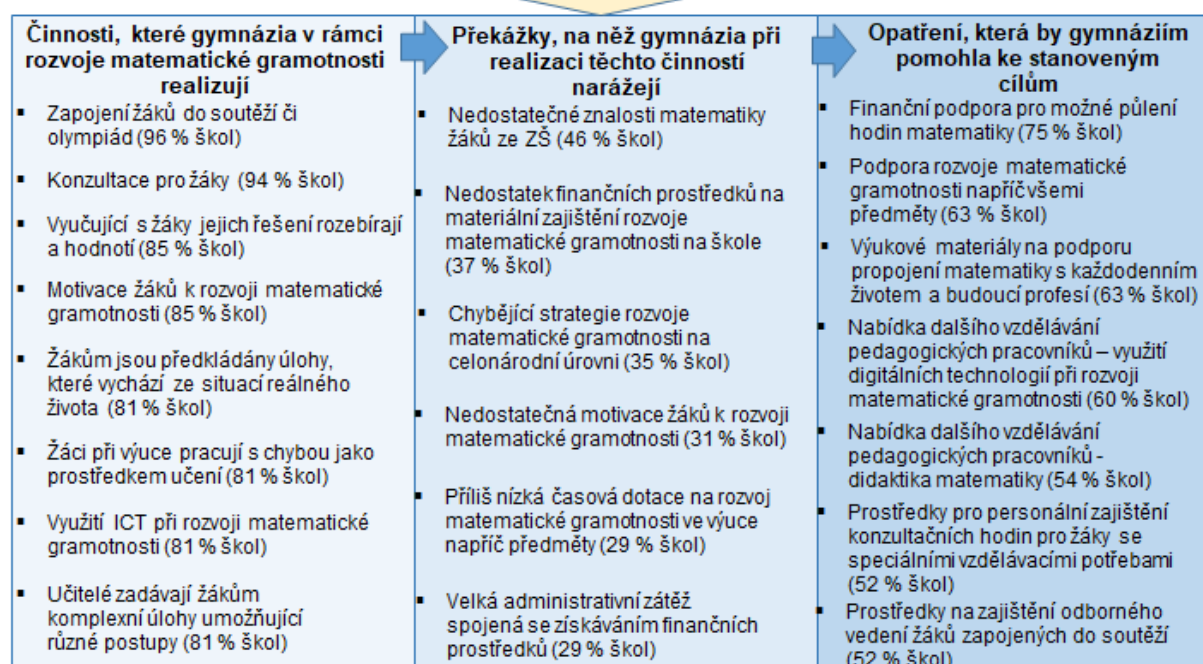 Činnosti, které gymnázia v rámci
rozvoje matematické gramotnosti
realizují
▪ Zapojení žáků do soutěží či
olympiád (96 % škol)
▪ Konzultace pro žáky (94 % škol)
▪ Vyučující s žáky jejich řešení rozebírají
a hodnotí (85 % škol)
▪ Motivace žáků k rozvoji matematické
gramotnosti (85 % škol)
▪ Žákům jsou předkládány úlohy,
které vychází ze situací reálného
života (81 % škol)
▪ Žáci při výuce pracují s chybou jako
prostředkem učení (81 % škol)
▪ Využití ICT při rozvoji matematické
gramotnosti (81 % škol)
▪ Učitelé zadávají žákům
komplexní úlohy umožňující
různé postupy (81 % škol)
Překážky, na něž gymnázia při
realizaci těchto činností
narážejí
▪ Nedostatečné znalosti matematiky
žáků ze ZŠ (46 % škol)
▪ Nedostatek finančních prostředků na
materiální zajištění rozvoje
matematické gramotnosti na škole
(37 % škol)
▪ Chybějící strategie rozvoje
matematické gramotnosti na
celonárodní úrovni (35 % škol)
▪ Nedostatečná motivace žáků k rozvoji
matematické gramotnosti (31 % škol)
▪ Příliš nízká časová dotace na rozvoj
matematické gramotnosti ve výuce
napříč předměty (29 % škol)
▪ Velká administrativní zátěž
spojená se získáváním finančních
prostředků (29 % škol)
Opatření, která by gymnáziím
pomohla ke stanoveným
cílům
▪ Finanční podpora pro možné půlení
hodin matematiky (75 % škol)
▪ Podpora rozvoje matematické
gramotnosti napříč všemi
předměty (63 % škol)
▪ Výukové materiály na podporu
propojení matematiky s každodenním
životem a budoucí profesí (63 % škol)
▪ Nabídka dalšího vzdělávání
pedagogických pracovníků – využití
digitálních technologií při rozvoji
matematické gramotnosti (60 % škol)
▪ Nabídka dalšího vzdělávání
pedagogických pracovníků -
didaktika matematiky (54 % škol)
▪ Prostředky pro personální zajištění
konzultačních hodin pro žáky se
speciálními vzdělávacími potřebami
(52 % škol)
▪ Prostředky na zajištění odborného
vedení žáků zapojených do soutěží
(52 % škol)